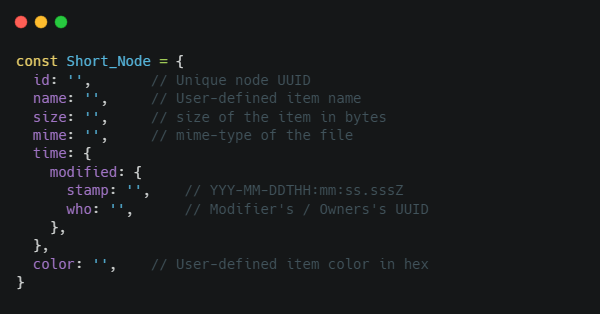 const Short_Node = {
  id: '',       // Unique node UUID
  name: '',     // User-defined item name
  size: '',     // size of the item in bytes
  mime: '',     // mime-type of the file
  time: {
    modified: {
      stamp: '',    // YYY-MM-DDTHH:mm:ss.sssZ
      who: '',      // Modifier's / Owners's UUID
    },
  },
  color: '',    // User-defined item color in hex
}